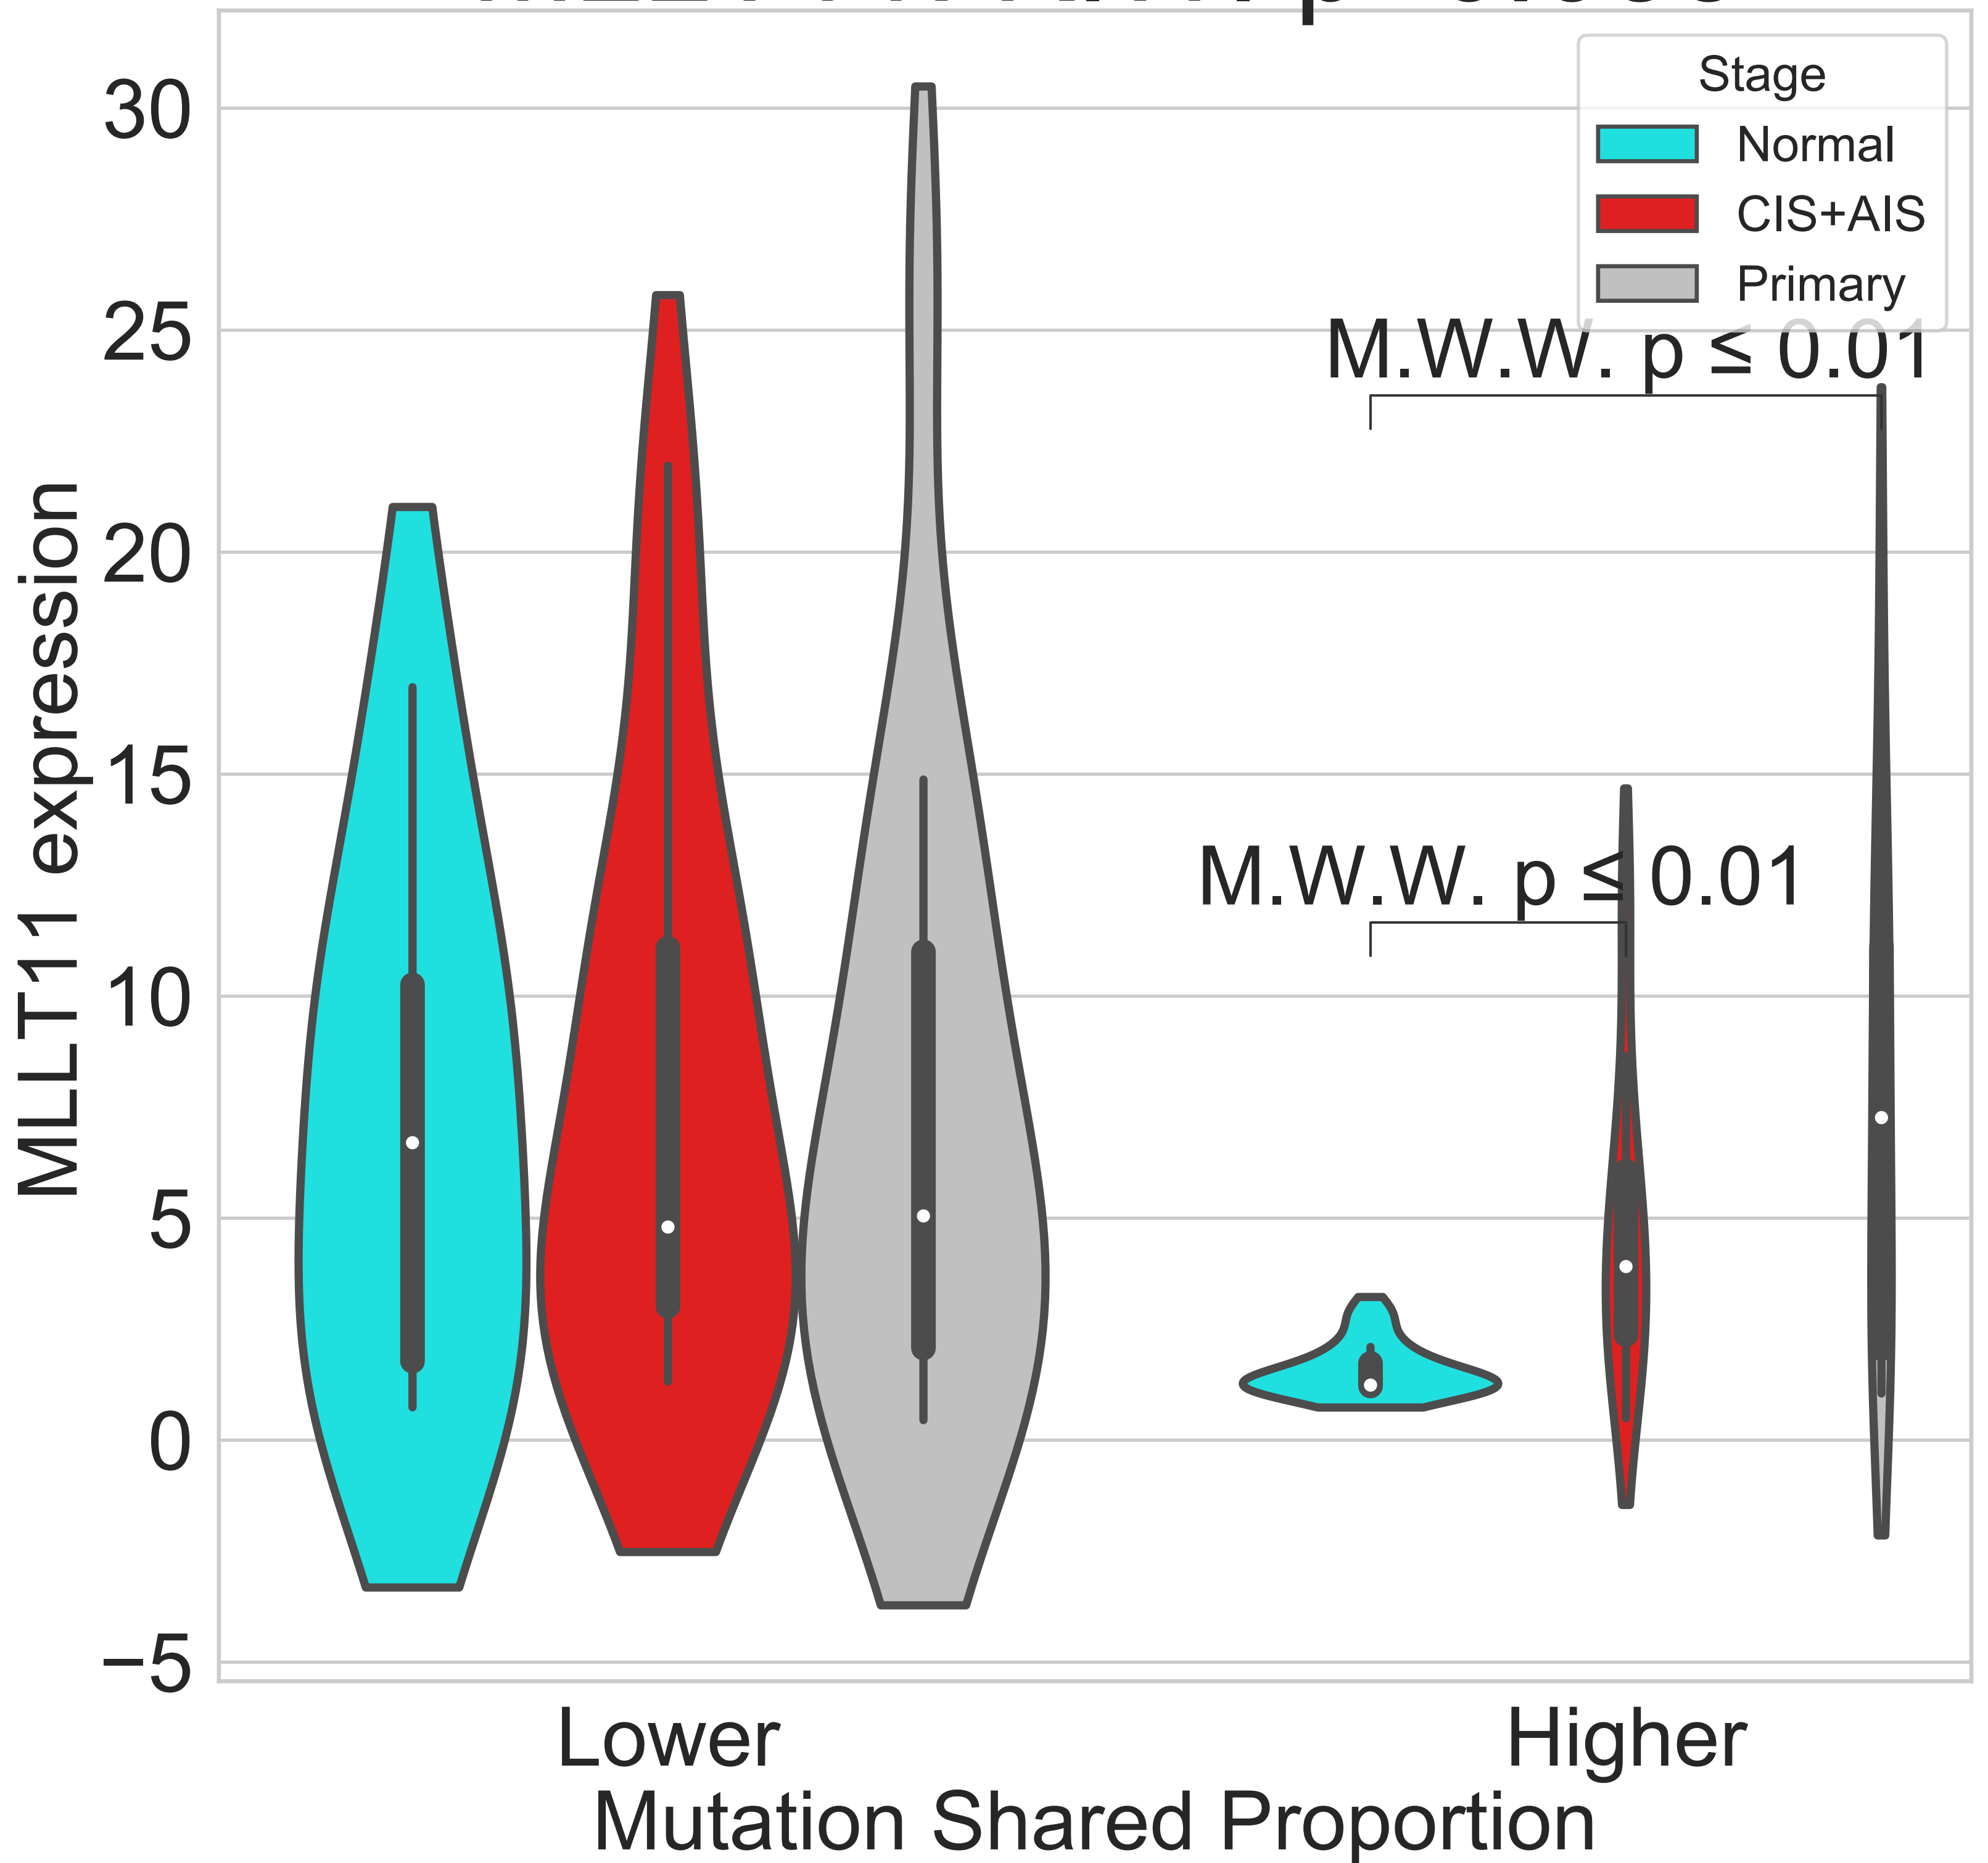 Stage
Normal
CIS+AIS
Primary
M.W.W. p ≤ 0.01
M.W.W. p ≤ 0.01
30
25
20
15
10
5
0
−5
MLLT11 expression
Lower
Higher
Mutation Shared Proportion